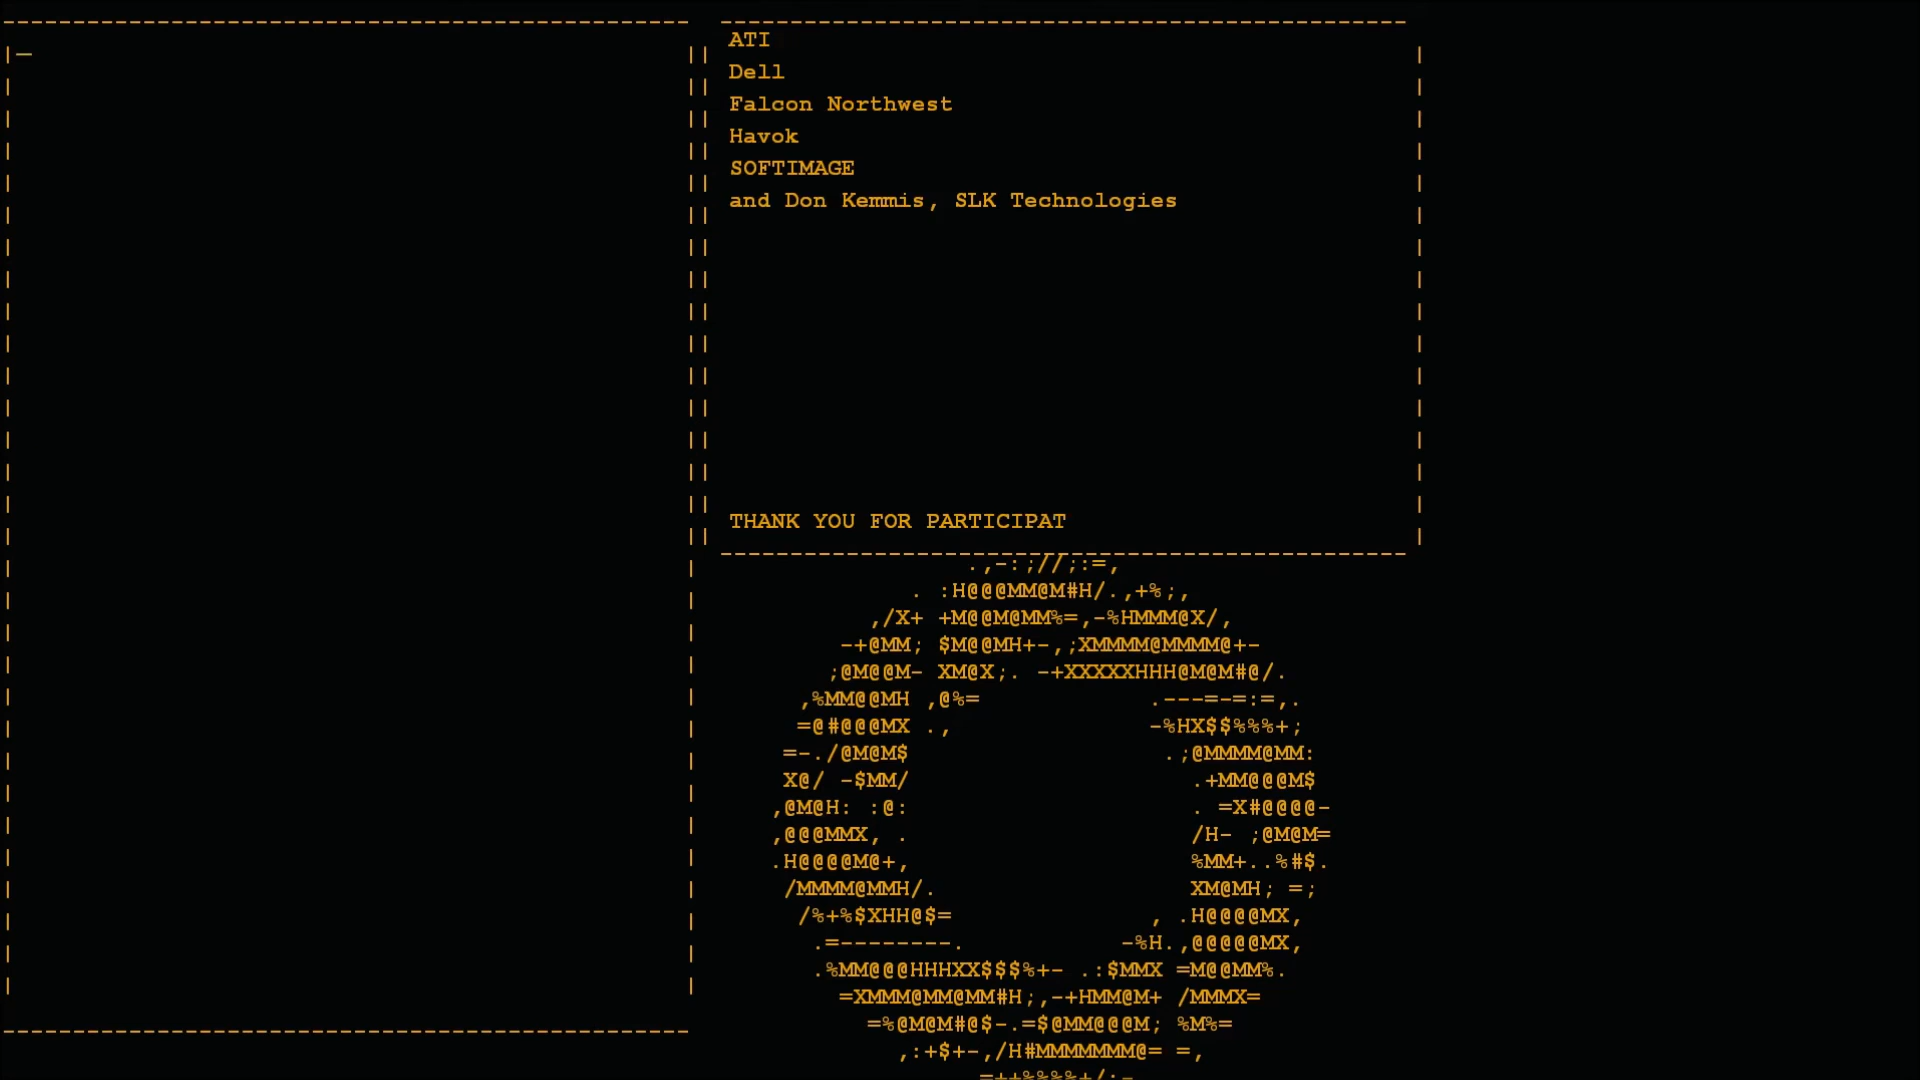 ATI
Dell
Falcon Northwest
Havok
SOFTIMAGE
and Don Kemmis, SLK Technologies
THANK YOU FOR PARTICIPAT